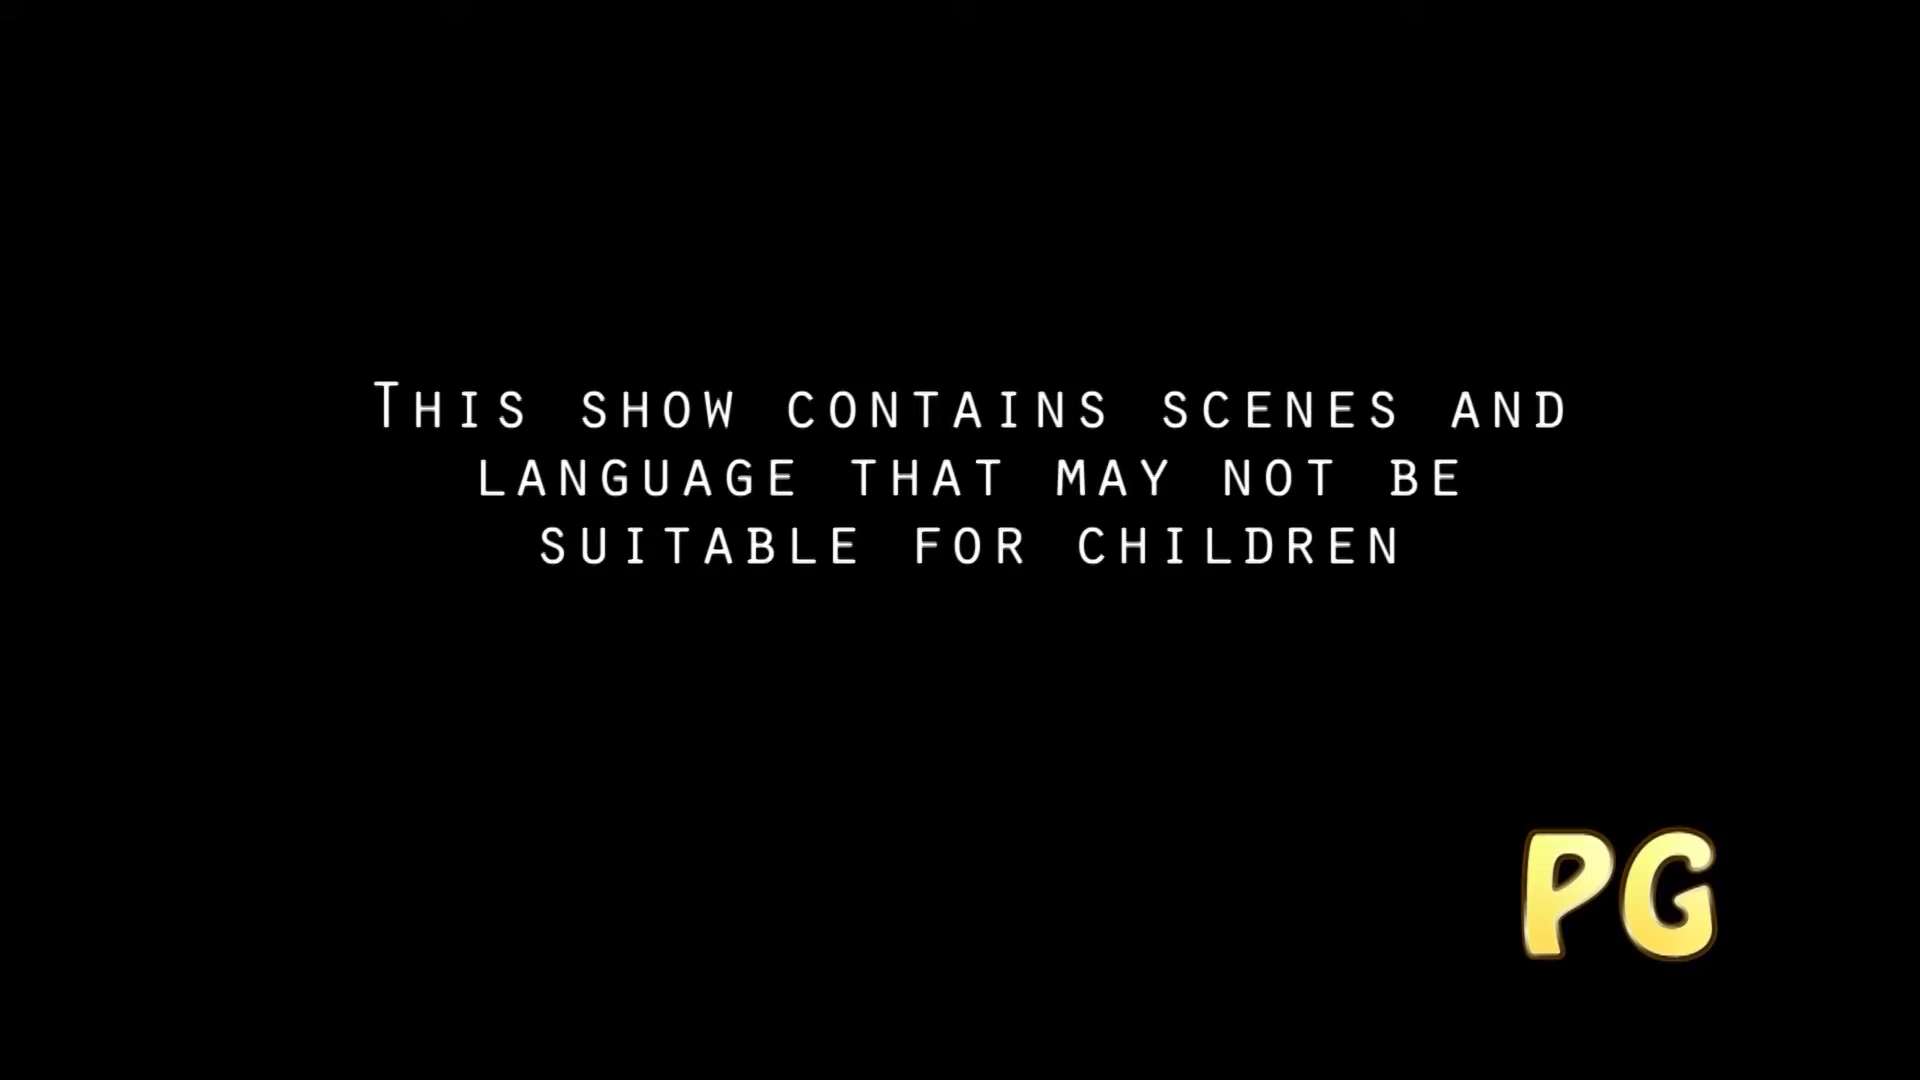 This show contains scenes and
language that may not be
suitable for children
PG